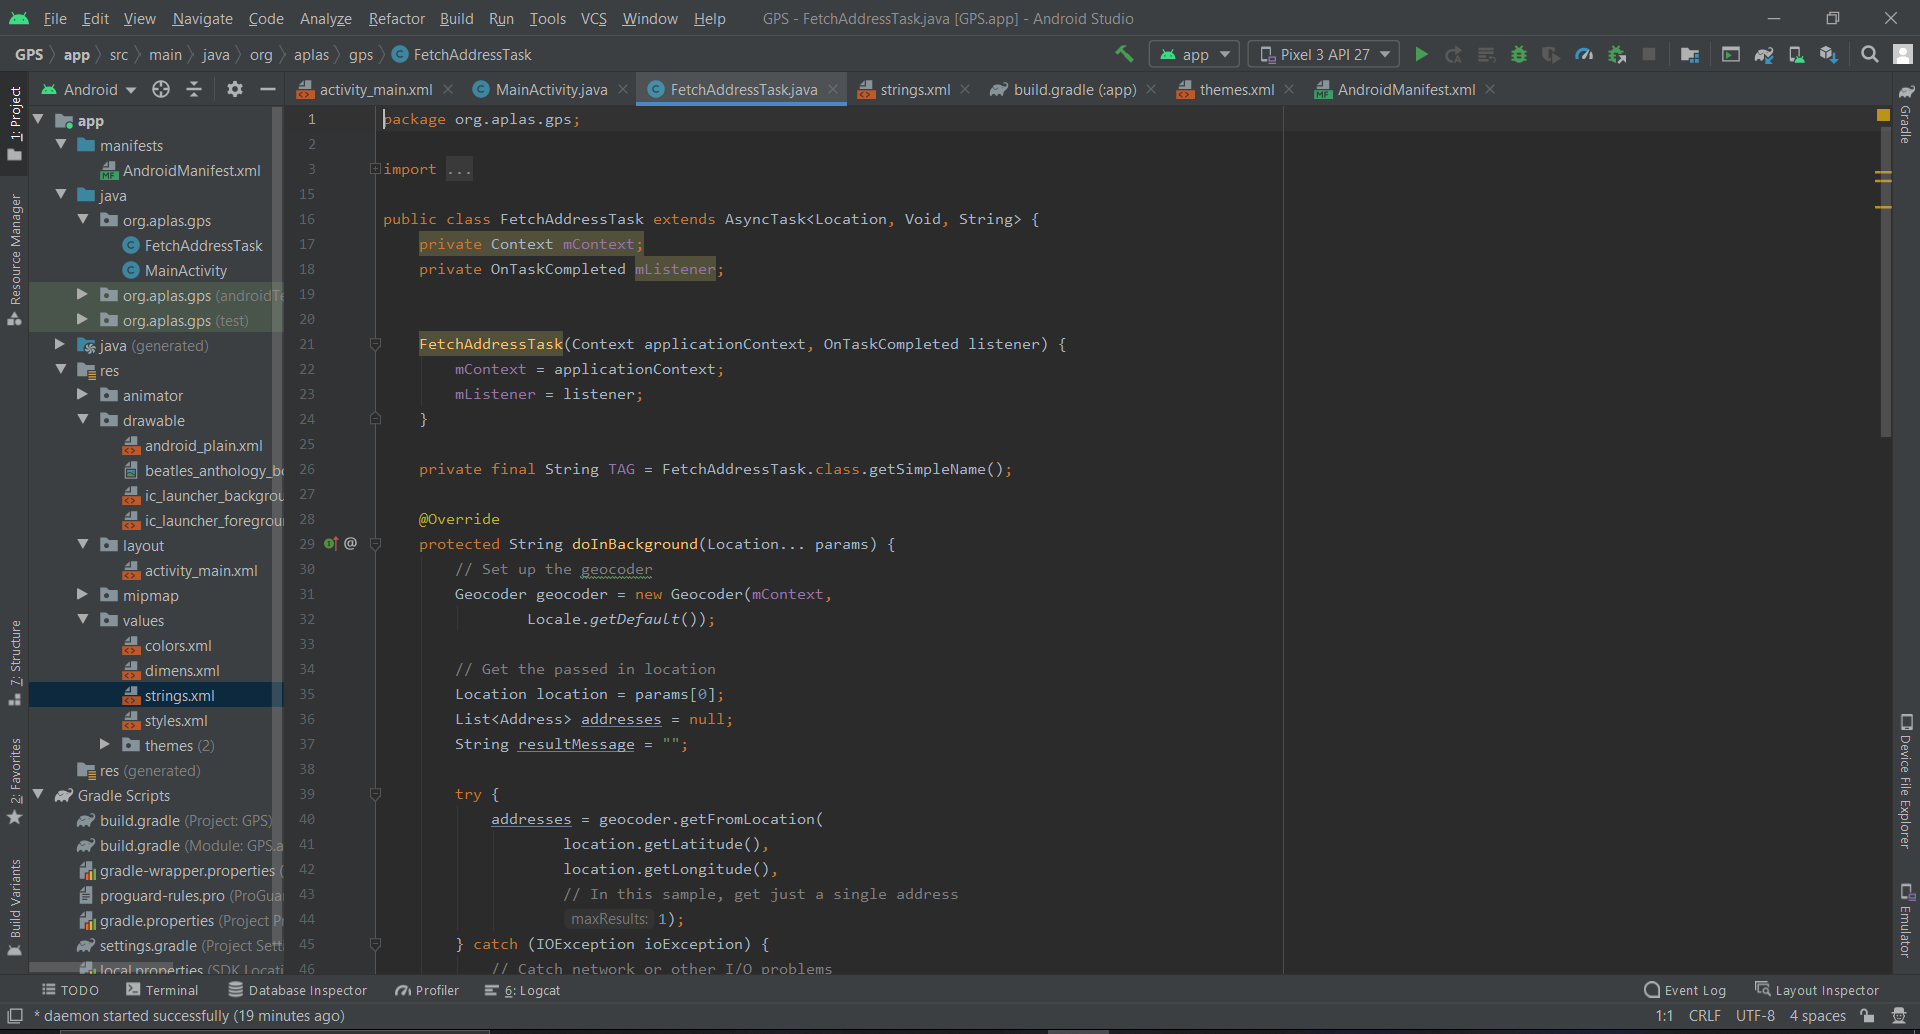 File Edit View Navigate Code Analyze Refactor Build Run Tools VCS Window Help GPS - FetchAddressTask.java [GPS.app] - Android Studio
GPS app src main java org aplas gps FetchAddressTask app Pixel 3 API 27
Android activity_main.xml MainActivity.java FetchAddressTask.java strings.xml build.gradle (:app) themes.xml AndroidManifest.xml
1: Project
Resource Manager
7: Structure
2: Favorites
Build Variants
app
manifests
AndroidManifest.xml
java
org.aplas.gps
FetchAddressTask
MainActivity
org.aplas.gps (androidTe
org.aplas.gps (test)
java (generated)
res
animator
drawable
android_plain.xml
beatles_anthology_b
ic_launcher_backgrou
ic_launcher_foregrou
layout
activity_main.xml
mipmap
values
colors.xml
dimens.xml
strings.xml
styles.xml
themes (2)
res (generated)
Gradle Scripts
build.gradle (Project: GPS)
build.gradle (Module: GPS.a
gradle-wrapper.properties (
proguard-rules.pro (ProGua
gradle.properties (Project P
settings.gradle (Project Sett
local.properties (SDK Locati
1 package org.aplas.gps;
2
3 import ...
15
16 public class FetchAddressTask extends AsyncTask<Location, Void, String> {
17 private Context mContext;
18 private OnTaskCompleted mListener;
19
20
21 FetchAddressTask(Context applicationContext, OnTaskCompleted listener) {
22 mContext = applicationContext;
23 mListener = listener;
24 }
25
26 private final String TAG = FetchAddressTask.class.getSimpleName();
27
28 @Override
29 @ protected String doInBackground(Location... params) {
30 // Set up the geocoder
31 Geocoder geocoder = new Geocoder(mContext,
32 Locale.getDefault());
33
34 // Get the passed in location
35 Location location = params[0];
36 List<Address> addresses = null;
37 String resultMessage = "";
38
39 try {
40 addresses = geocoder.getFromLocation(
41 location.getLatitude(),
42 location.getLongitude(),
43 // In this sample, get just a single address
44 maxResults: 1);
45 } catch (IOException ioException) {
46 // Catch network or other I/O problems
Gradle
Device File Explorer
Emulator
TODO Terminal Database Inspector Profiler 6: Logcat Event Log Layout Inspector
* daemon started successfully (19 minutes ago) 1:1 CRLF UTF-8 4 spaces